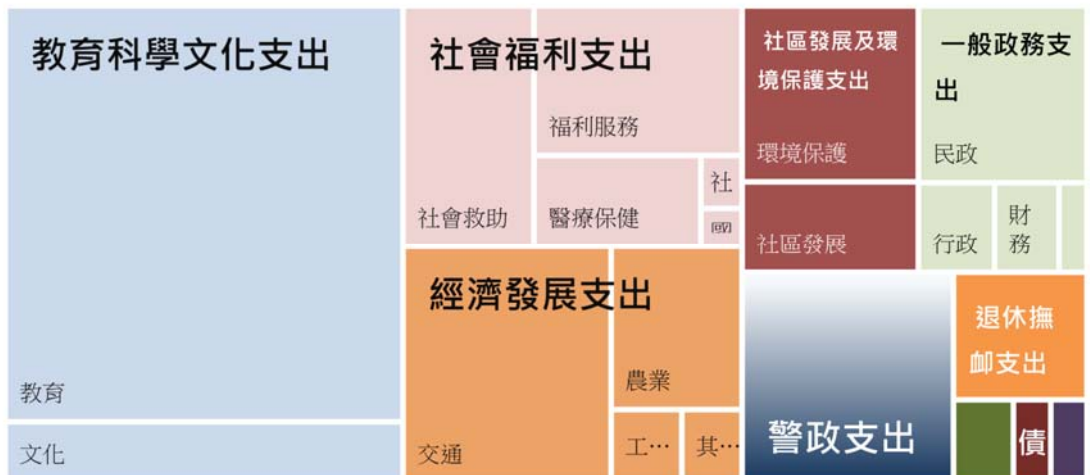 教育科學文化支出
教育
文化
社會福利支出
社會救助
福利服務
醫療保健
社
國
經濟發展支出
交通
農業
工…
其…
社區發展及環
境保護支出
環境保護
社區發展
一般政務支
出
民政
行政
財
務
警政支出
退休撫
卹支出
債